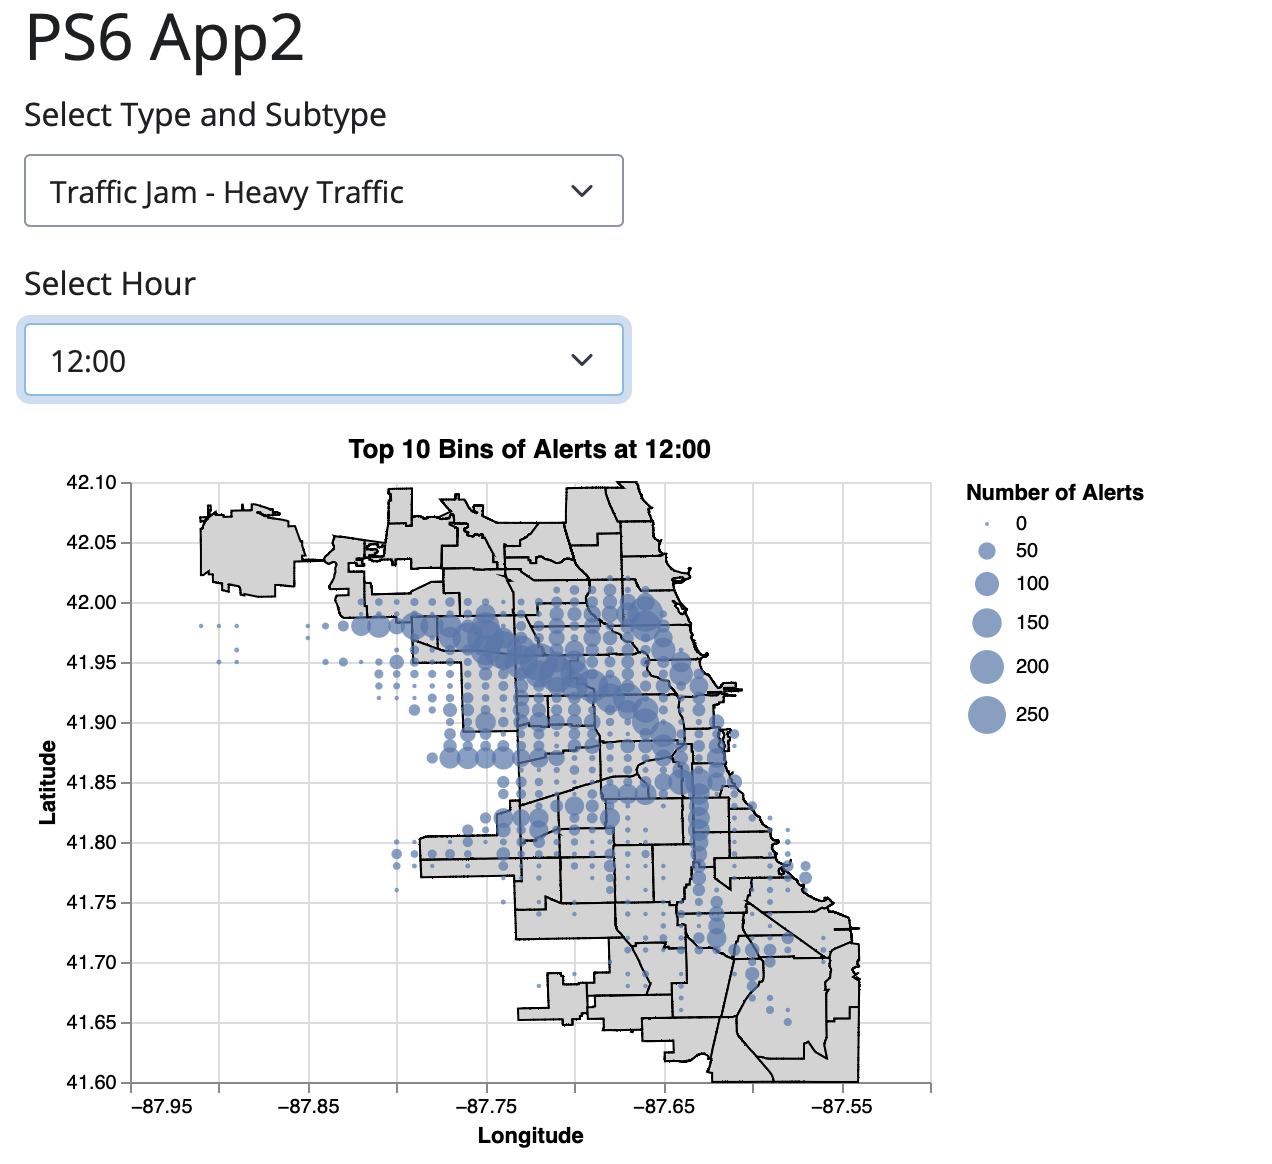 PS6 App2
Select Type and Subtype
Traffic Jam - Heavy Traffic
Select Hour
12:00
Top 10 Bins of Alerts at 12:00
42.10
42.05
42.00
41.95
41.90
41.85
41.80
41.75
41.70
41.65
41.60
Latitude
−87.95 −87.85 −87.75 −87.65 −87.55
Longitude
Number of Alerts
0
50
100
150
200
250